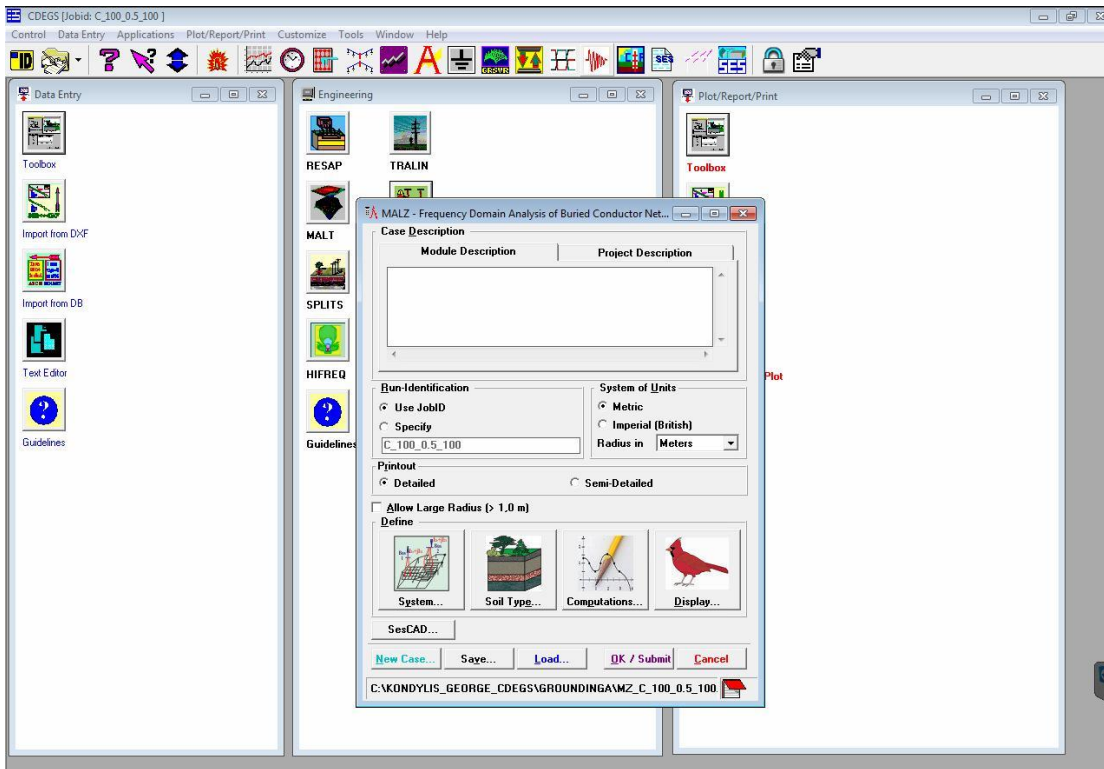 CDEGS [Jobid: C_100_0.5_100 ]
Control Data Entry Applications Plot/Report/Print Customize Tools Window Help
ID
GRSVR
SES
Data Entry
Toolbox
Import from DXF
Import from DB
Text Editor
Guidelines
Engineering
RESAP
TRALIN
MALT
SPLITS
HIFREQ
Guidelines
Plot/Report/Print
Toolbox
Plot
MALZ - Frequency Domain Analysis of Buried Conductor Net...
Case Description
Module Description
Project Description
Run-Identification
Use JobID
Specify
C_100_0.5_100
System of Units
Metric
Imperial (British)
Radius in Meters
Printout
Detailed
Semi-Detailed
Allow Large Radius (> 1,0 m)
Define
System...
Soil Type...
Computations...
Display...
SesCAD...
New Case... Save... Load... OK / Submit Cancel
C:\KONDYLIS_GEORGE_CDEGS\GROUNDINGA\MZ_C_100_0.5_100.